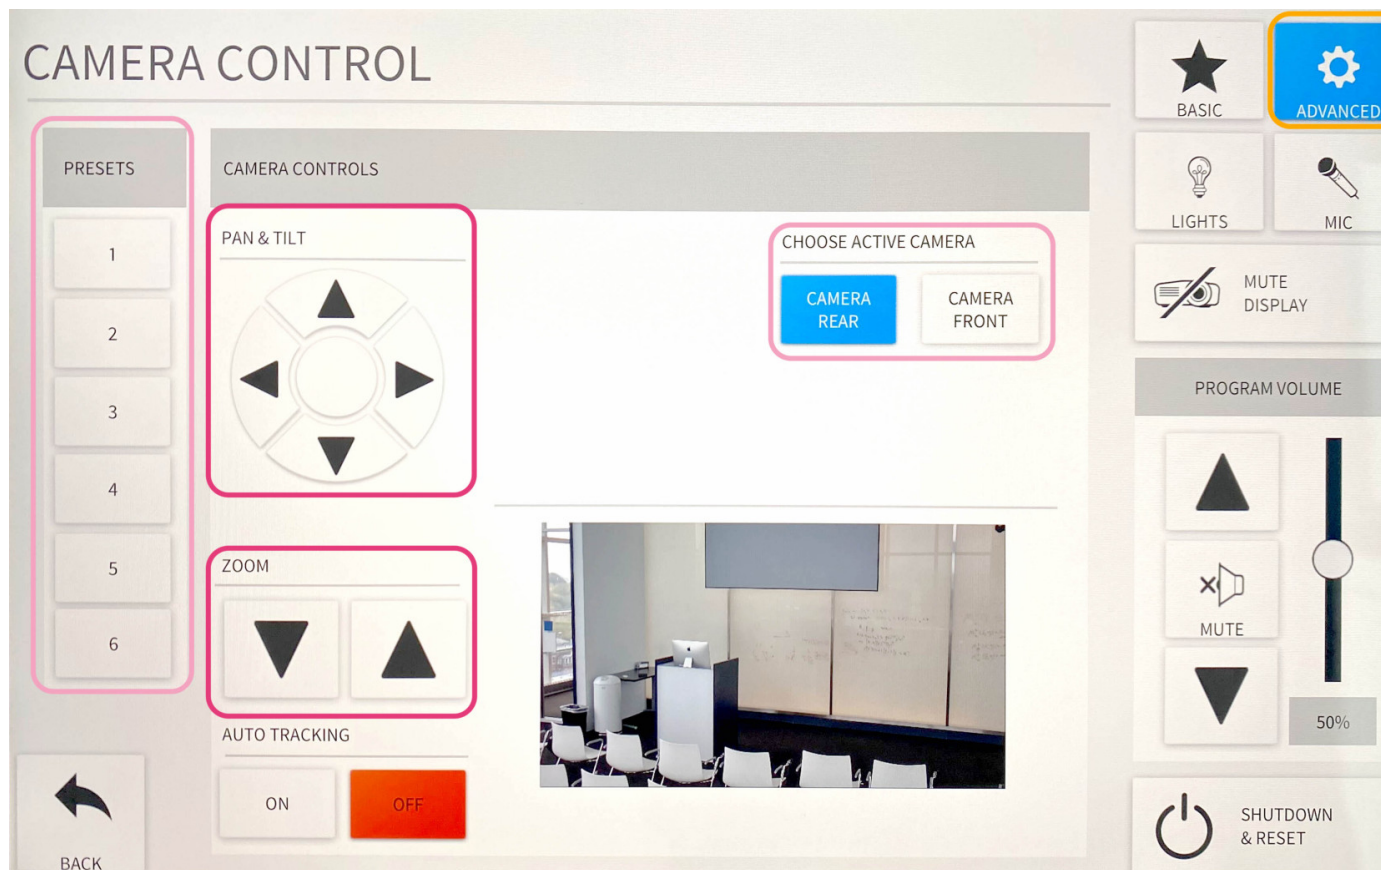 CAMERA CONTROL
BASIC
ADVANCED
PRESETS
CAMERA CONTROLS
LIGHTS
MIC
PAN & TILT
CHOOSE ACTIVE CAMERA
1
2
3
4
5
6
CAMERA
REAR
CAMERA
FRONT
MUTE
DISPLAY
PROGRAM VOLUME
ZOOM
MUTE
50%
AUTO TRACKING
ON
OFF
BACK
SHUTDOWN
& RESET